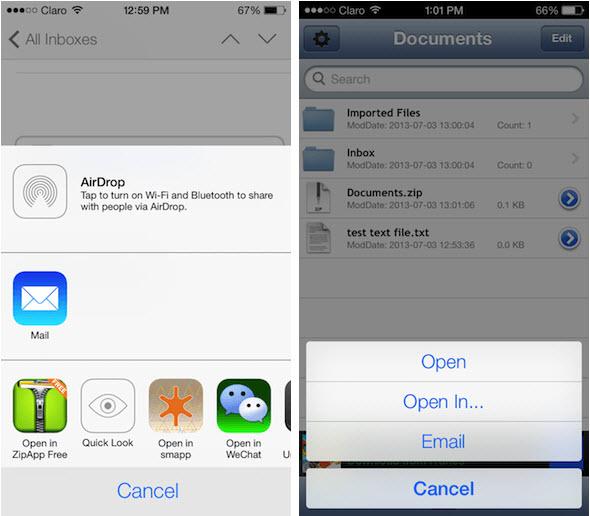 Claro 12:59 PM 67%
All Inboxes
AirDrop
Tap to turn on Wi-Fi and Bluetooth to share
with people via AirDrop.
Mail
FREE
Open in
ZipApp Free
Quick Look
Open in
smapp
Open in
WeChat
Cancel
Claro 1:01 PM 66%
Documents
Edit
Search
Imported Files
ModDate: 2013-07-03 13:00:04 Count: 1
Inbox
ModDate: 2013-07-03 13:00:04 Count: 0
ZIP
Documents.zip
ModDate: 2013-07-03 13:01:06 0.1 KB
test text file.txt
ModDate: 2013-07-03 12:53:36 0.0 KB
Open
Open In...
Email
Cancel